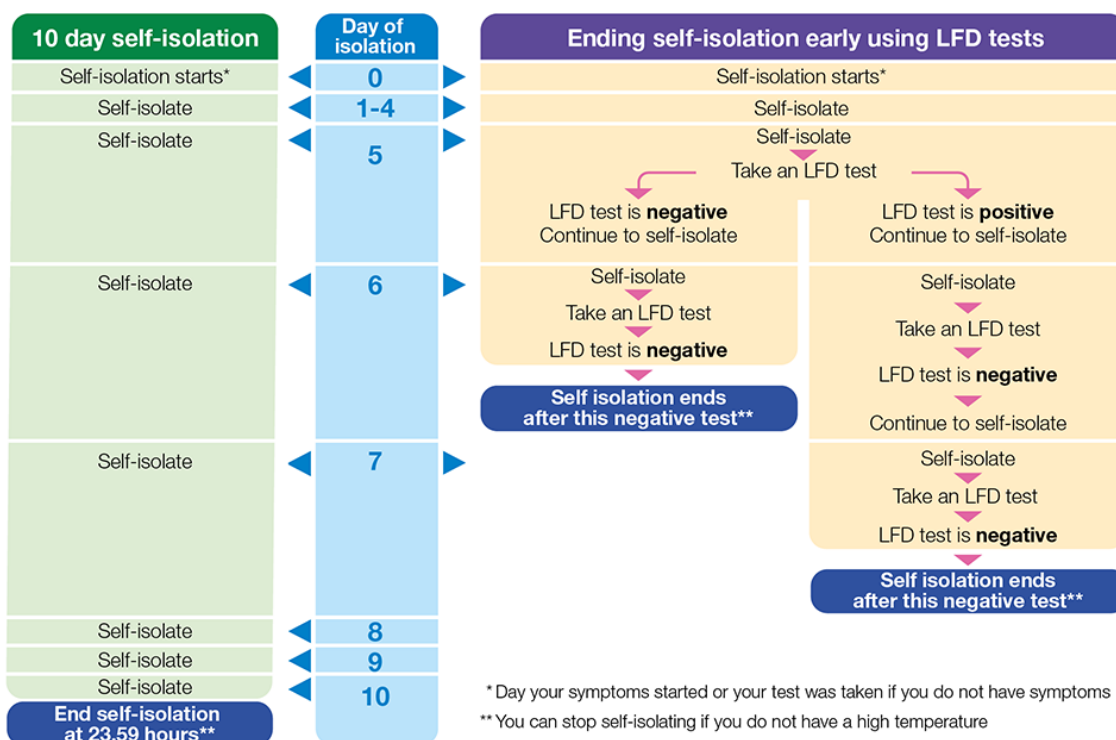 10 day self-isolation
Day of
isolation
Ending self-isolation early using LFD tests
Self-isolation starts*
0
Self-isolation starts*
Self-isolate
1-4
Self-isolate
Self-isolate
5
Self-isolate
Take an LFD test
LFD test is negative
Continue to self-isolate
LFD test is positive
Continue to self-isolate
Self-isolate
6
Self-isolate
Take an LFD test
LFD test is negative
Self isolation ends
after this negative test**
Self-isolate
Take an LFD test
LFD test is negative
Continue to self-isolate
Self-isolate
7
Self-isolate
Take an LFD test
LFD test is negative
Self isolation ends
after this negative test**
Self-isolate
8
Self-isolate
9
Self-isolate
10
End self-isolation
at 23.59 hours**
* Day your symptoms started or your test was taken if you do not have symptoms
** You can stop self-isolating if you do not have a high temperature